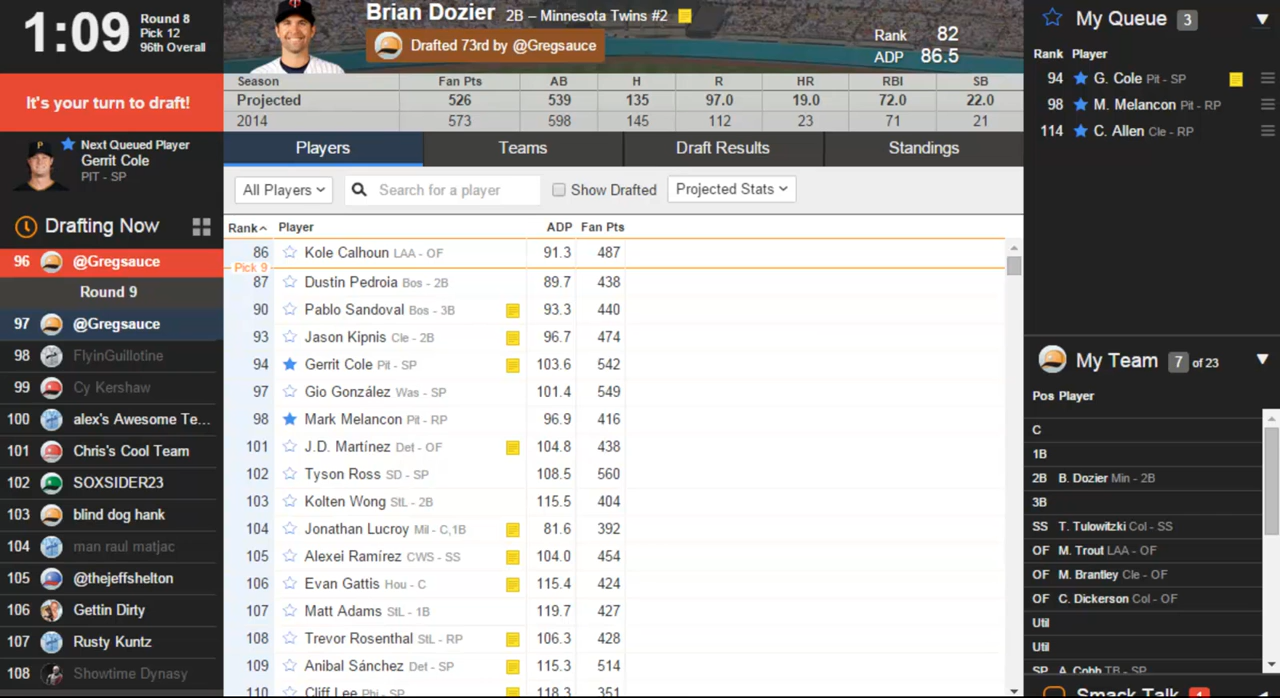 1:09
Round 8
Pick 12
96th Overall
It's your turn to draft!
Next Queued Player
Gerrit Cole
PIT - SP
Drafting Now
96 @Gregsauce
Round 9
97 @Gregsauce
98 FlyinGuillotine
99 Cy Kershaw
100 alex's Awesome Te...
101 Chris's Cool Team
102 SOXSIDER23
103 blind dog hank
104 man raul matjac
105 @thejeffshelton
106 Gettin Dirty
107 Rusty Kuntz
108 Showtime Dynasy
Brian Dozier 2B – Minnesota Twins #2
Drafted 73rd by @Gregsauce
Rank 82
ADP 86.5
Season Fan Pts AB H R HR RBI SB
Projected 526 539 135 97.0 19.0 72.0 22.0
2014 573 598 145 112 23 71 21
Players Teams Draft Results Standings
All Players Search for a player Show Drafted Projected Stats
Rank Player ADP Fan Pts
86 Kole Calhoun LAA - OF 91.3 487
Pick 9
87 Dustin Pedroia Bos - 2B 89.7 438
90 Pablo Sandoval Bos - 3B 93.3 440
93 Jason Kipnis Cle - 2B 96.7 474
94 Gerrit Cole Pit - SP 103.6 542
97 Gio González Was - SP 101.4 549
98 Mark Melancon Pit - RP 96.9 416
101 J.D. Martínez Det - OF 104.8 438
102 Tyson Ross SD - SP 108.5 560
103 Kolten Wong StL - 2B 115.5 404
104 Jonathan Lucroy Mil - C,1B 81.6 392
105 Alexei Ramírez CWS - SS 104.0 454
106 Evan Gattis Hou - C 115.4 424
107 Matt Adams StL - 1B 119.7 427
108 Trevor Rosenthal StL - RP 106.3 428
109 Anibal Sánchez Det - SP 115.3 514
110 Cliff Lee Phi - SP 118.3 351
My Queue 3
Rank Player
94 G. Cole Pit - SP
98 M. Melancon Pit - RP
114 C. Allen Cle - RP
My Team 7 of 23
Pos Player
C
1B
2B B. Dozier Min - 2B
3B
SS T. Tulowitzki Col - SS
OF M. Trout LAA - OF
OF M. Brantley Cle - OF
OF C. Dickerson Col - OF
Util
Util
SP A. Cobb TB - SP
Smack Talk 4